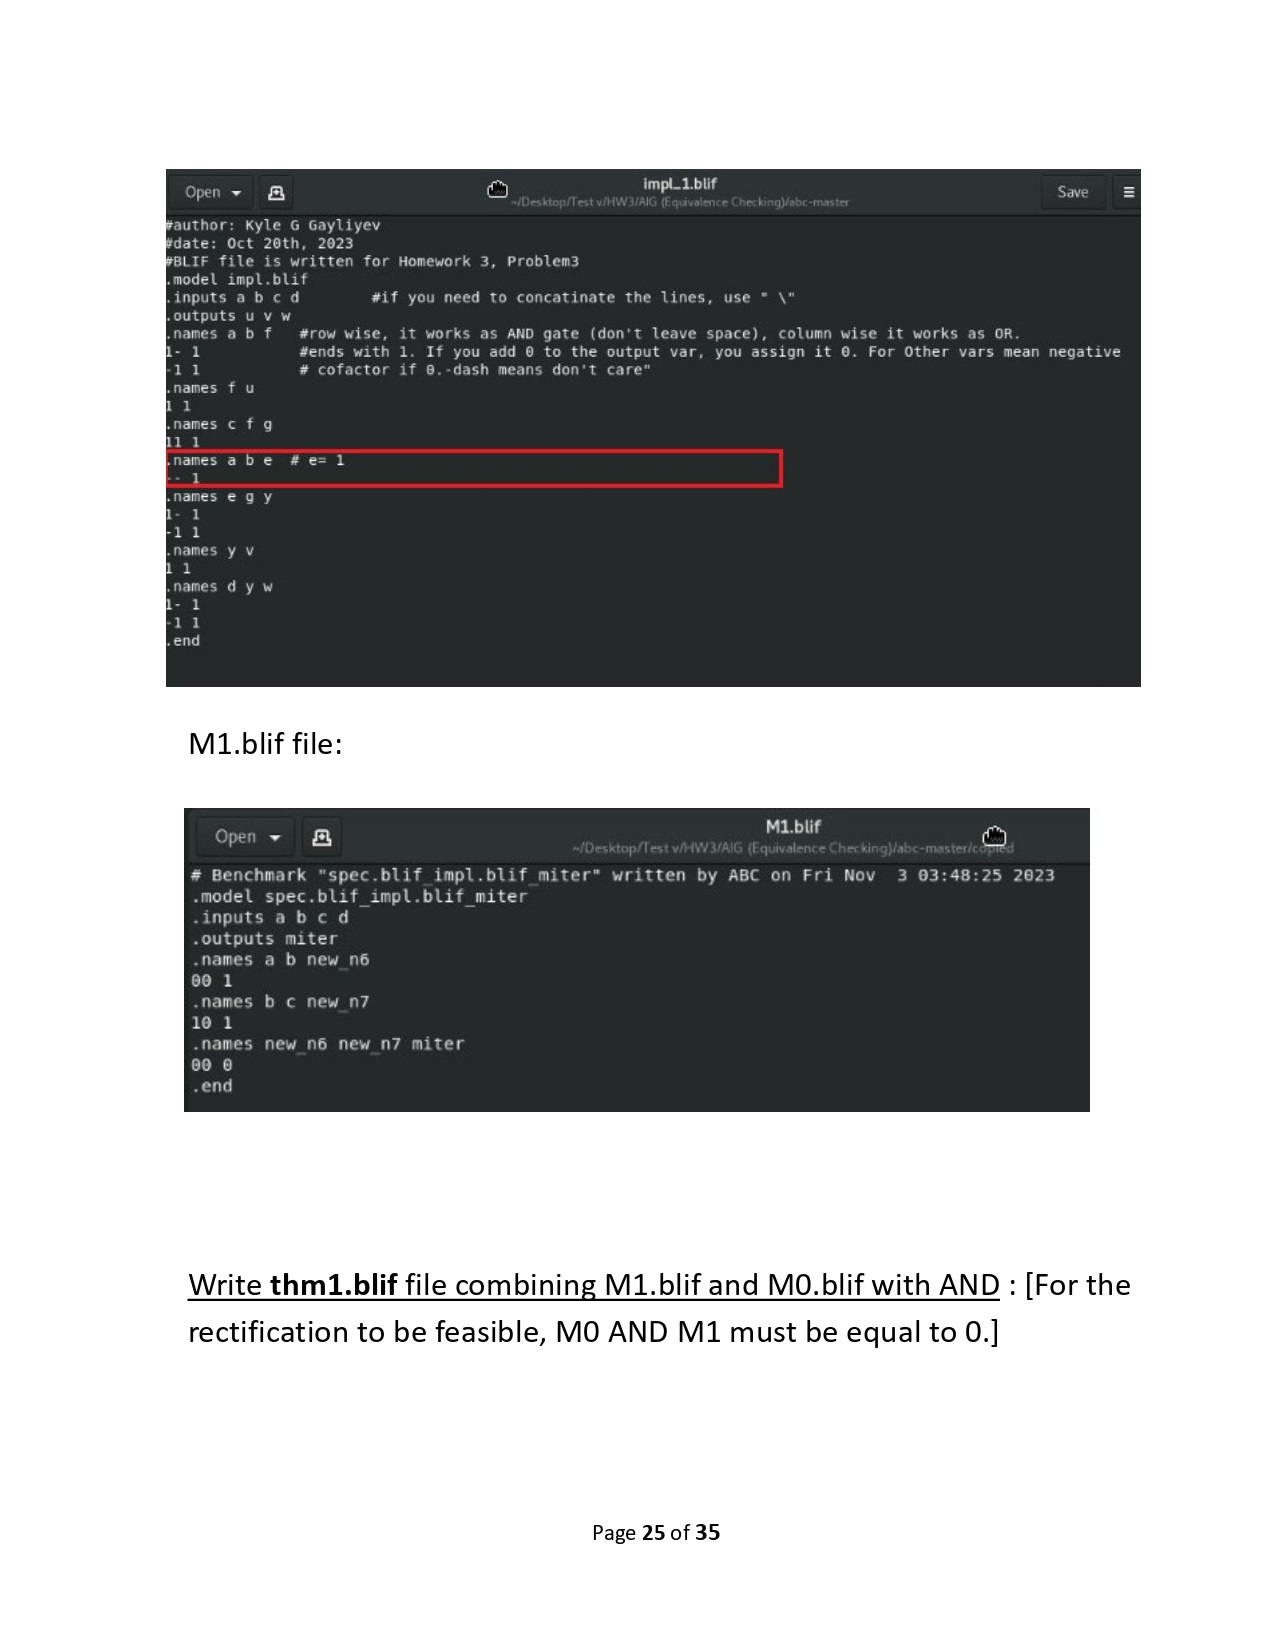 Open
impl_1.blif
~/Desktop/Test v/HW3/AIG (Equivalence Checking)/abc-master
Save
#author: Kyle G Gayliyev
#date: Oct 20th, 2023
#BLIF file is written for Homework 3, Problem3
.model impl.blif
.inputs a b c d #if you need to concatinate the lines, use " \"
.outputs u v w
.names a b f #row wise, it works as AND gate (don't leave space), column wise it works as OR.
1- 1 #ends with 1. If you add 0 to the output var, you assign it 0. For Other vars mean negative
-1 1 # cofactor if 0.-dash means don't care"
.names f u
1 1
.names c f g
11 1
.names a b e # e= 1
-- 1
.names e g y
1- 1
-1 1
.names y v
1 1
.names d y w
1- 1
-1 1
.end
M1.blif file:
Open
M1.blif
~/Desktop/Test v/HW3/AIG (Equivalence Checking)/abc-master/copied
# Benchmark "spec.blif_impl.blif_miter" written by ABC on Fri Nov 3 03:48:25 2023
.model spec.blif_impl.blif_miter
.inputs a b c d
.outputs miter
.names a b new_n6
00 1
.names b c new_n7
10 1
.names new_n6 new_n7 miter
00 0
.end
Write thm1.blif file combining M1.blif and M0.blif with AND : [For the
rectification to be feasible, M0 AND M1 must be equal to 0.]
Page 25 of 35